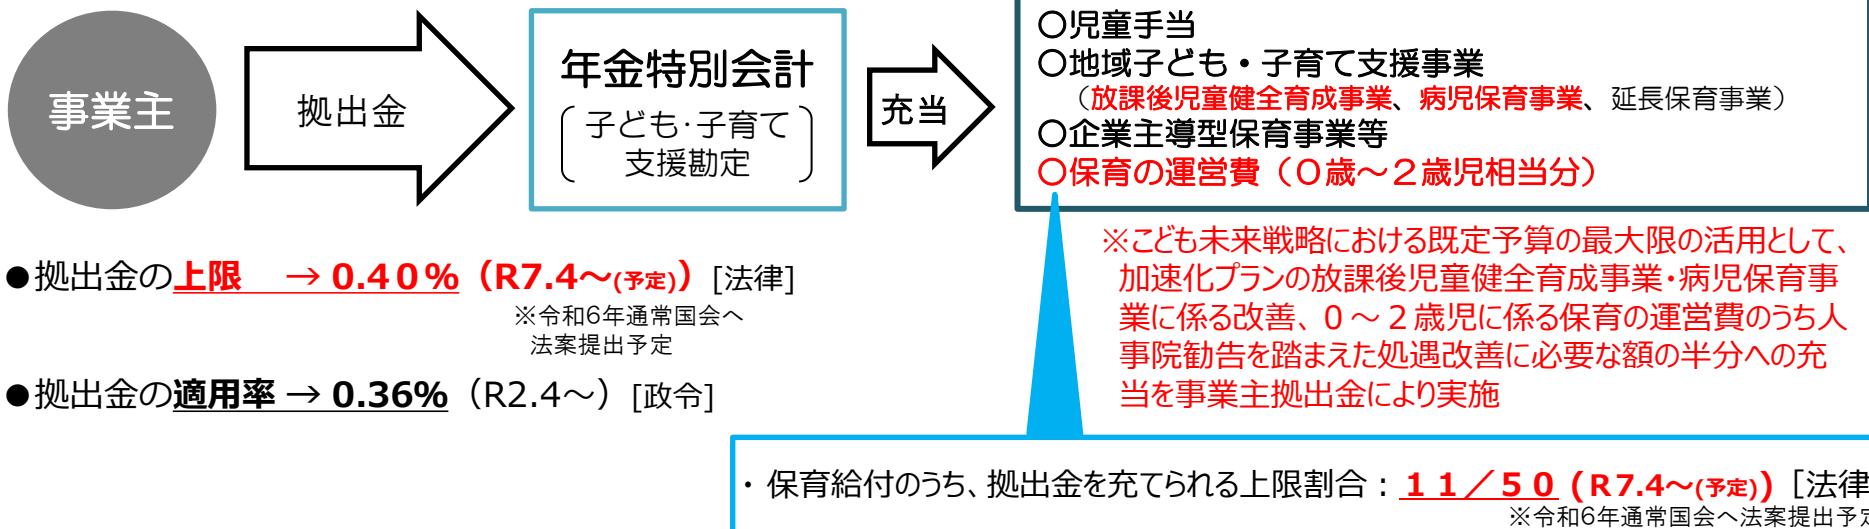 事業主
拠出金
年金特別会計
子ども・子育て
支援勘定
充当
○児童手当
○地域子ども・子育て支援事業
（放課後児童健全育成事業、病児保育事業、延長保育事業）
○企業主導型保育事業等
○保育の運営費（０歳～２歳児相当分）
※こども未来戦略における既定予算の最大限の活用として、
加速化プランの放課後児童健全育成事業・病児保育事
業に係る改善、０～２歳児に係る保育の運営費のうち人
事院勧告を踏まえた処遇改善に必要な額の半分への充
当を事業主拠出金により実施
●拠出金の上限　→ 0.40%（R7.4～(予定)）[法律]
※令和6年通常国会へ
法案提出予定
●拠出金の適用率 → 0.36%（R2.4～）[政令]
・ 保育給付のうち、拠出金を充てられる上限割合：１１／５０ (R7.4～(予定))［法律
※令和6年通常国会へ法案提出予定